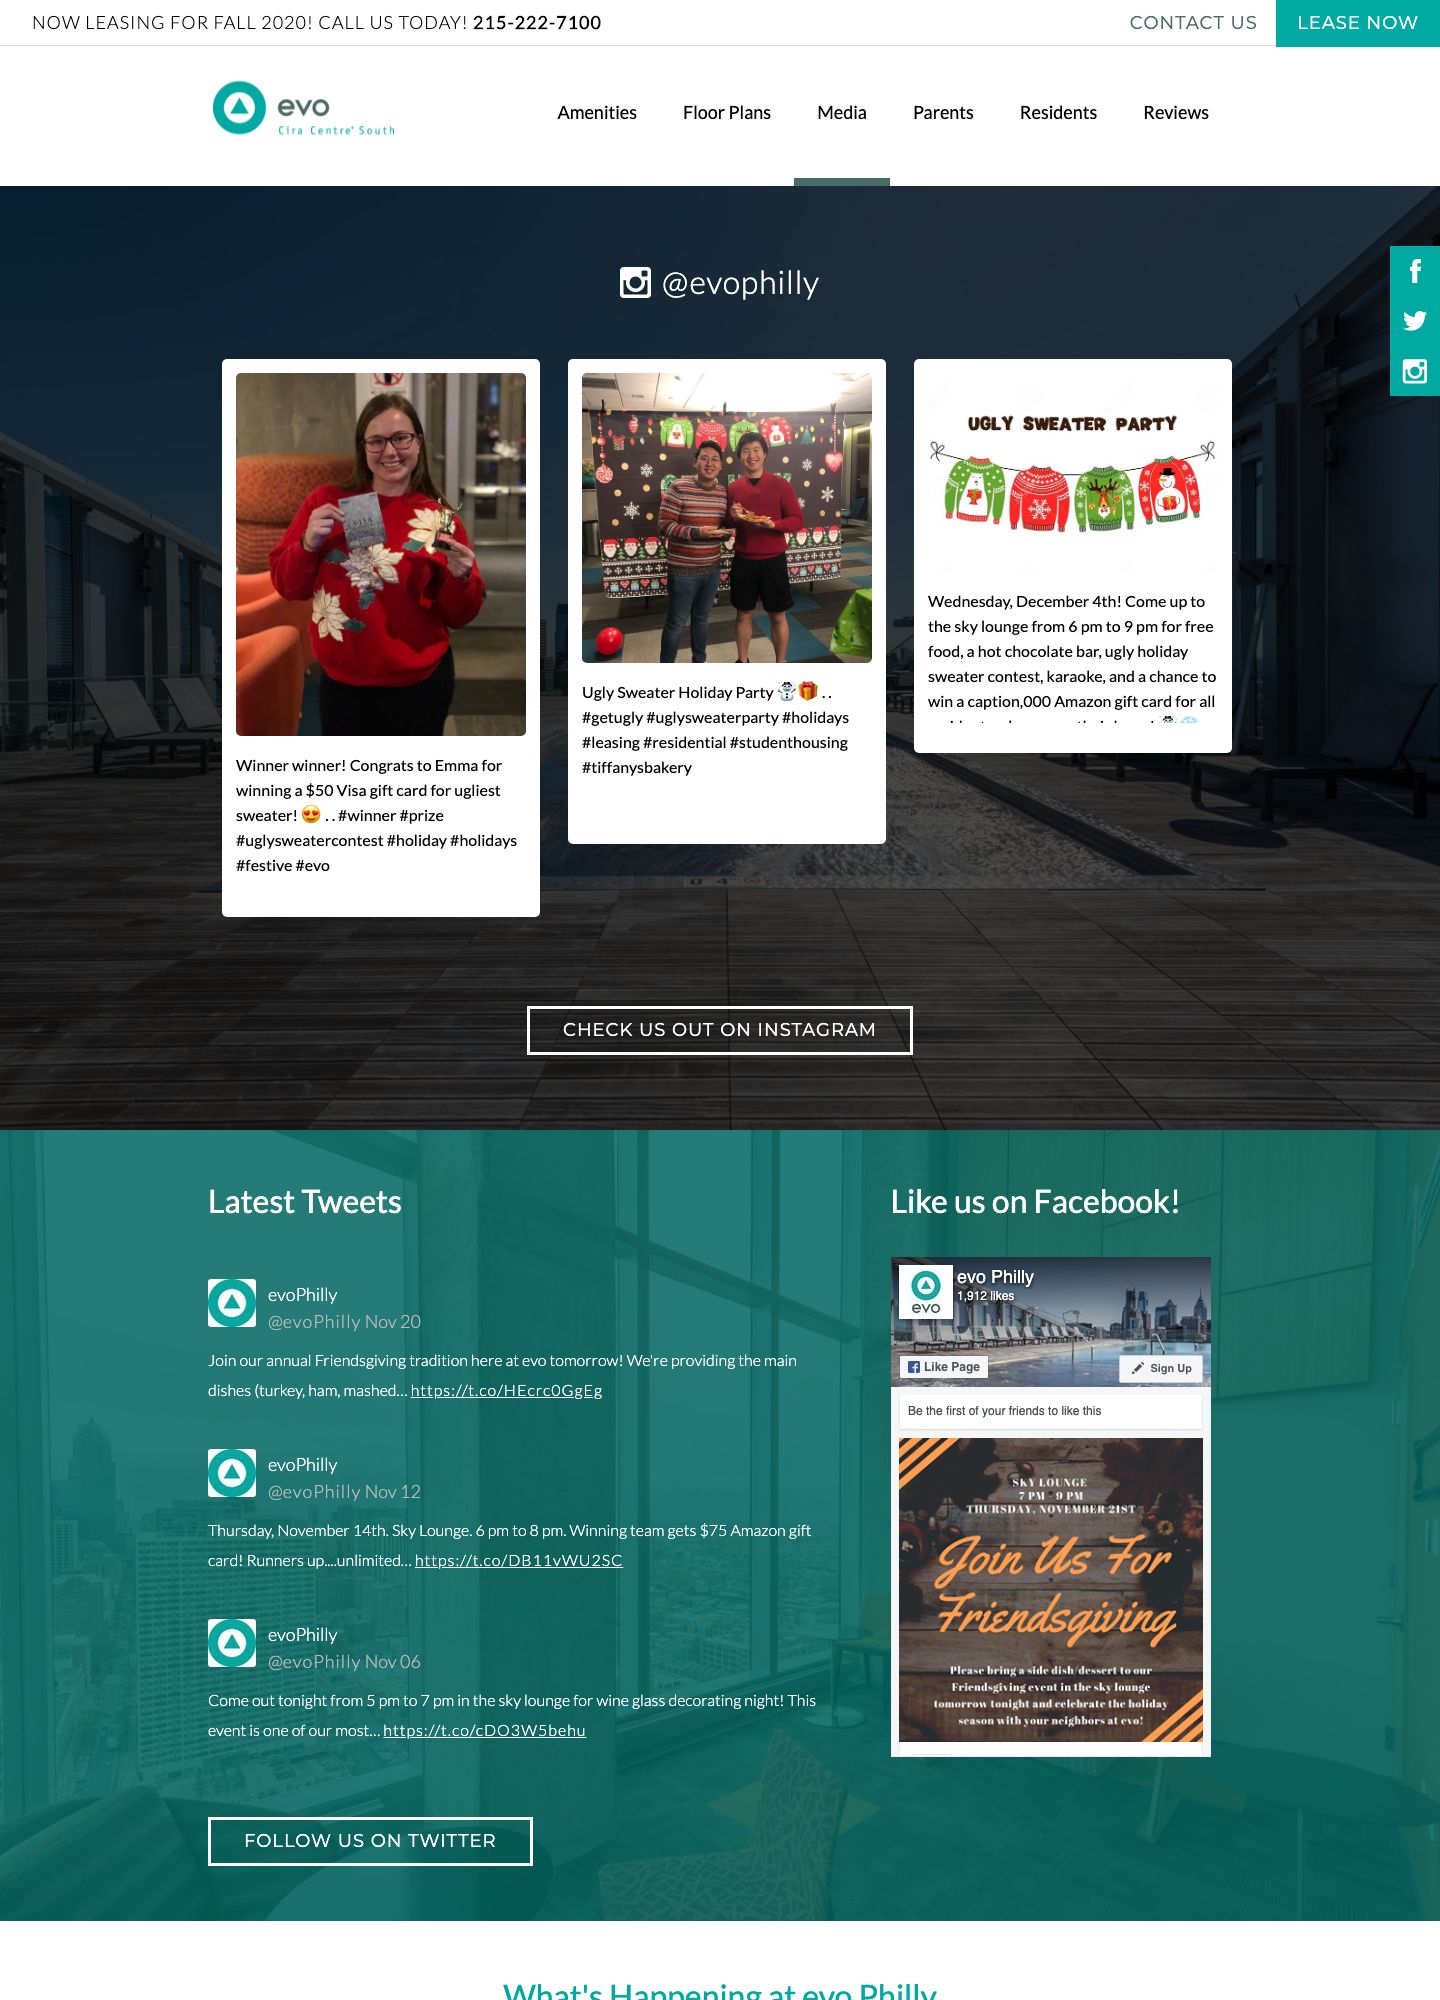 NOW LEASING FOR FALL 2020! CALL US TODAY! 215-222-7100
CONTACT US
LEASE NOW
evo
Cira Centre® South
Amenities
Floor Plans
Media
Parents
Residents
Reviews
@evophilly
Winner winner! Congrats to Emma for
winning a $50 Visa gift card for ugliest
sweater! 😍 . . #winner #prize
#uglysweatercontest #holiday #holidays
#festive #evo
Ugly Sweater Holiday Party ☃️🎁 . .
#getugly #uglysweaterparty #holidays
#leasing #residential #studenthousing
#tiffanysbakery
UGLY SWEATER PARTY
Wednesday, December 4th! Come up to
the sky lounge from 6 pm to 9 pm for free
food, a hot chocolate bar, ugly holiday
sweater contest, karaoke, and a chance to
win a caption,000 Amazon gift card for all
CHECK US OUT ON INSTAGRAM
Latest Tweets
evoPhilly
@evoPhilly Nov 20
Join our annual Friendsgiving tradition here at evo tomorrow! We're providing the main
dishes (turkey, ham, mashed... https://t.co/HEcrc0GgEg
evoPhilly
@evoPhilly Nov 12
Thursday, November 14th. Sky Lounge. 6 pm to 8 pm. Winning team gets $75 Amazon gift
card! Runners up....unlimited... https://t.co/DB11vWU2SC
evoPhilly
@evoPhilly Nov 06
Come out tonight from 5 pm to 7 pm in the sky lounge for wine glass decorating night! This
event is one of our most... https://t.co/cDO3W5behu
FOLLOW US ON TWITTER
Like us on Facebook!
evo
evo Philly
1,912 likes
Like Page
Sign Up
Be the first of your friends to like this
SKY LOUNGE
7 PM - 9 PM
THURSDAY, NOVEMBER 21ST
Join Us For
Friendsgiving
Please bring a side dish/dessert to our
Friendsgiving event in the sky lounge
tomorrow tonight and celebrate the holiday
season with your neighbors at evo!
What's Happening at evo Philly